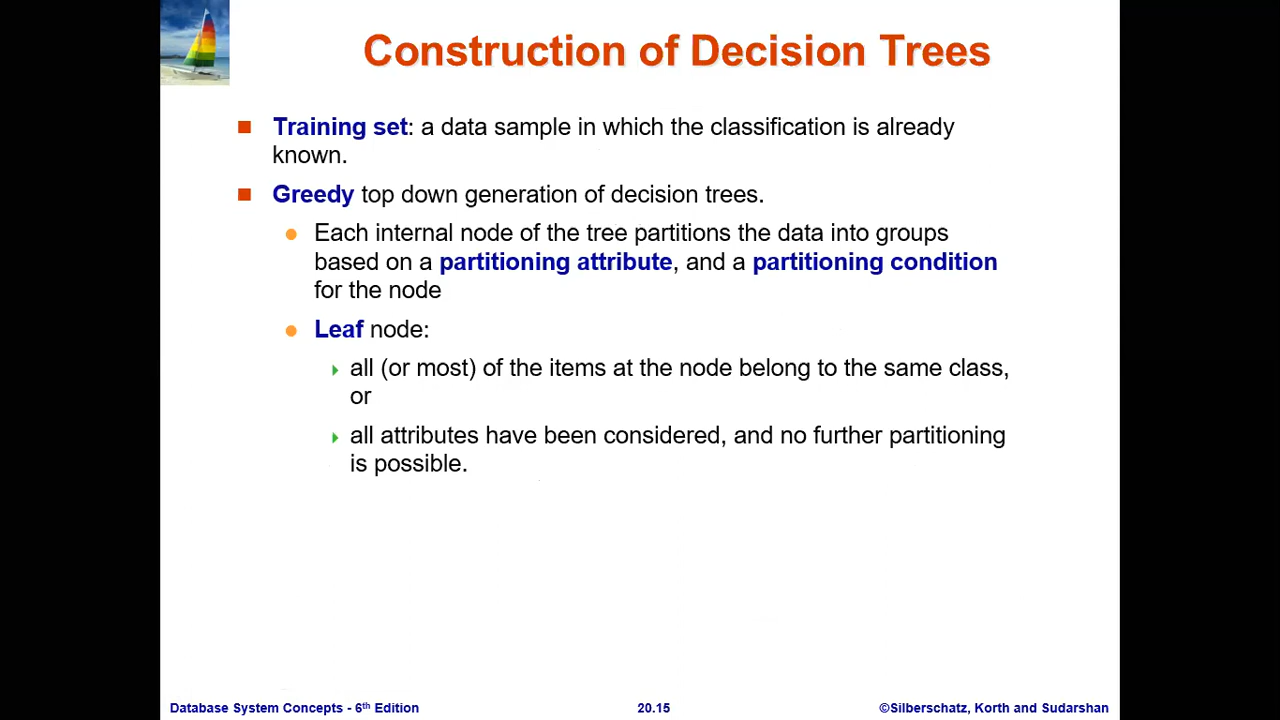 Construction of Decision Trees
Training set: a data sample in which the classification is already
known.
Greedy top down generation of decision trees.
Each internal node of the tree partitions the data into groups
based on a partitioning attribute, and a partitioning condition
for the node
Leaf node:
all (or most) of the items at the node belong to the same class,
or
all attributes have been considered, and no further partitioning
is possible.
Database System Concepts - 6th Edition
20.15
©Silberschatz, Korth and Sudarshan